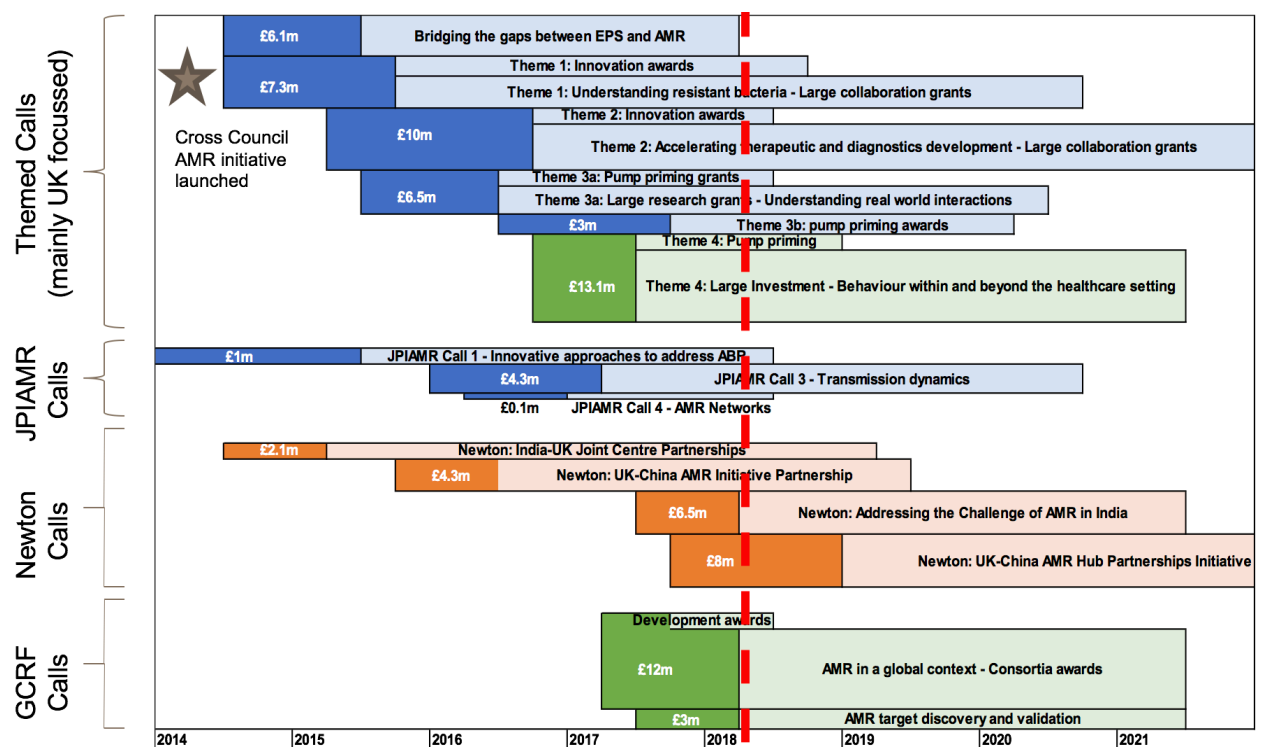 Themed Calls
(mainly UK focussed)
£6.1m
Bridging the gaps between EPS and AMR
£7.3m
Theme 1: Innovation awards
Theme 1: Understanding resistant bacteria - Large collaboration grants
Cross Council
AMR initiative
launched
£10m
Theme 2: Innovation awards
Theme 2: Accelerating therapeutic and diagnostics development - Large collaboration grants
£6.5m
Theme 3a: Pump priming grants
Theme 3a: Large research grants - Understanding real world interactions
£3m
Theme 3b: pump priming awards
£13.1m
Theme 4: Pump priming
Theme 4: Large Investment - Behaviour within and beyond the healthcare setting
JPIAMR
Calls
£1m
JPIAMR Call 1 - Innovative approaches to address ABR
£4.3m
JPIAMR Call 3 - Transmission dynamics
£0.1m
JPIAMR Call 4 - AMR Networks
Newton
Calls
£2.1m
Newton: India-UK Joint Centre Partnerships
£4.3m
Newton: UK-China AMR Initiative Partnership
£6.5m
Newton: Addressing the Challenge of AMR in India
£8m
Newton: UK-China AMR Hub Partnerships Initiative
GCRF
Calls
Development awards
£12m
AMR in a global context - Consortia awards
£3m
AMR target discovery and validation
2014 2015 2016 2017 2018 2019 2020 2021